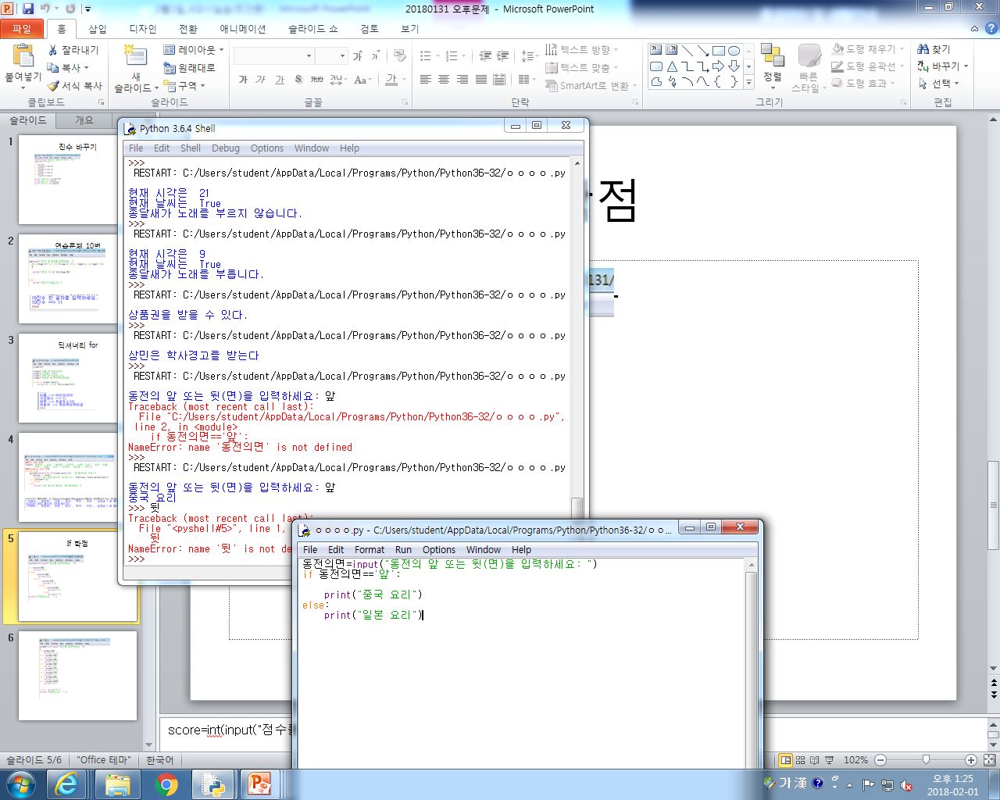 20180131 오후문제 - Microsoft PowerPoint
파일 홈 삽입 디자인 전환 애니메이션 슬라이드 쇼 검토 보기
붙여넣기 잘라내기 복사 서식 복사 클립보드
새 슬라이드 레이아웃 원래대로 구역 슬라이드
가 가 가 S 가나 Aa 가 글꼴
텍스트 방향 텍스트 맞춤 SmartArt로 변환 단락
정렬 빠른 스타일 도형 채우기 도형 윤곽선 도형 효과 그리기
찾기 바꾸기 선택 편집
슬라이드 개요
1 진수 바꾸기
2 연습문제 10번
16진수 한 글자를 입력하세요.
10진수 ==> 11
>>>
3 딕셔너리 for
4
5 If 학점
6
Python 3.6.4 Shell
File Edit Shell Debug Options Window Help
>>>
RESTART: C:/Users/student/AppData/Local/Programs/Python/Python36-32/ㅇㅇㅇㅇ.py
현재 시각은 21
현재 날씨는 True
종달새가 노래를 부르지 않습니다.
>>>
RESTART: C:/Users/student/AppData/Local/Programs/Python/Python36-32/ㅇㅇㅇㅇ.py
현재 시각은 9
현재 날씨는 True
종달새가 노래를 부릅니다.
>>>
RESTART: C:/Users/student/AppData/Local/Programs/Python/Python36-32/ㅇㅇㅇㅇ.py
상품권을 받을 수 있다.
>>>
RESTART: C:/Users/student/AppData/Local/Programs/Python/Python36-32/ㅇㅇㅇㅇ.py
상민은 학사경고를 받는다
>>>
RESTART: C:/Users/student/AppData/Local/Programs/Python/Python36-32/ㅇㅇㅇㅇ.py
동전의 앞 또는 뒷(면)을 입력하세요: 앞
Traceback (most recent call last):
File "C:/Users/student/AppData/Local/Programs/Python/Python36-32/ㅇㅇㅇㅇ.py",
line 2, in <module>
if 동전의면=='앞':
NameError: name '동전의면' is not defined
>>>
RESTART: C:/Users/student/AppData/Local/Programs/Python/Python36-32/ㅇㅇㅇㅇ.py
동전의 앞 또는 뒷(면)을 입력하세요: 앞
중국 요리
>>> 뒷
Traceback (most recent call last):
File "<pyshell#5>", line 1,
뒷
NameError: name '뒷' is not de
>>>
점
131/
ㅇㅇㅇㅇ.py - C:/Users/student/AppData/Local/Programs/Python/Python36-32/ㅇㅇ...
File Edit Format Run Options Window Help
동전의면=input("동전의 앞 또는 뒷(면)을 입력하세요: ")
if 동전의면=='앞':
print("중국 요리")
else:
print("일본 요리")
score=int(input("점수를
슬라이드 5/6 "Office 테마" 한국어 102%
가 漢 오후 1:25
2018-02-01